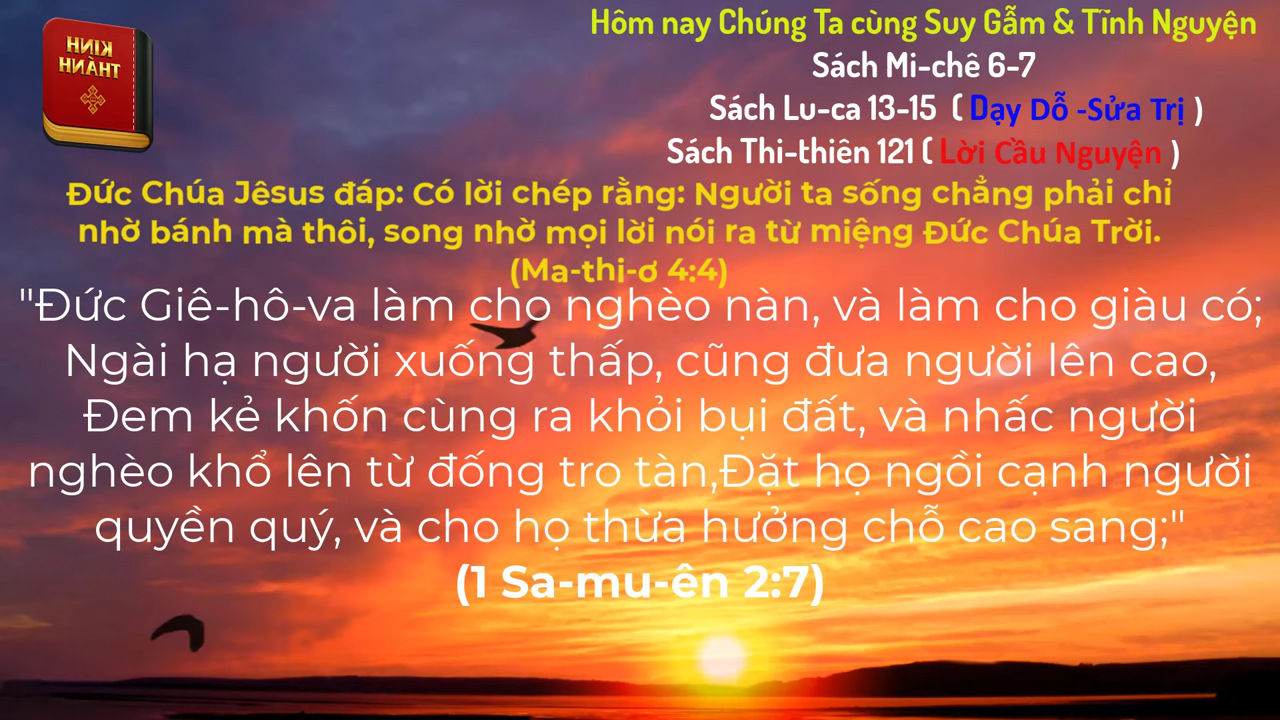 KINH
THÁNH
Hôm nay Chúng Ta cùng Suy Gẫm & Tĩnh Nguyện
Sách Mi-chê 6-7
Sách Lu-ca 13-15 ( Dạy Dỗ -Sửa Trị )
Sách Thi-thiên 121 ( Lời Cầu Nguyện )
Đức Chúa Jêsus đáp: Có lời chép rằng: Người ta sống chẳng phải chỉ
nhờ bánh mà thôi, song nhờ mọi lời nói ra từ miệng Đức Chúa Trời.
(Ma-thi-ơ 4:4)
"Đức Giê-hô-va làm cho nghèo nàn, và làm cho giàu có;
Ngài hạ người xuống thấp, cũng đưa người lên cao,
Đem kẻ khốn cùng ra khỏi bụi đất, và nhấc người
nghèo khổ lên từ đống tro tàn,Đặt họ ngồi cạnh người
quyền quý, và cho họ thừa hưởng chỗ cao sang;"
(1 Sa-mu-ên 2:7)